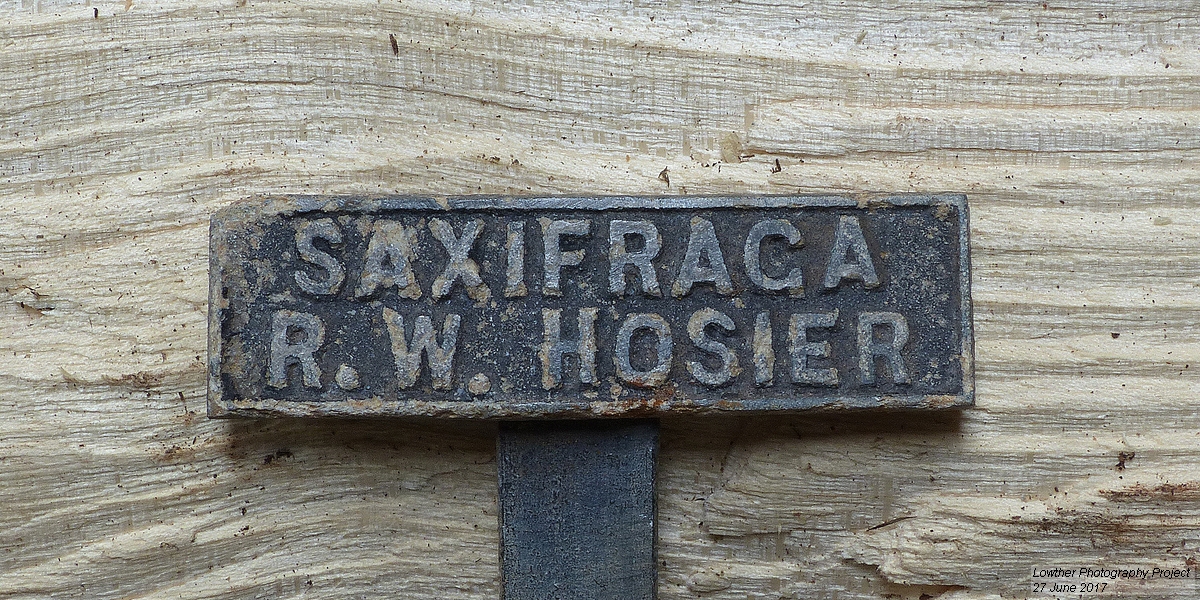 SAXIFRAGA
R.W. HOSIER
Lowther Photography Project
27 June 2017